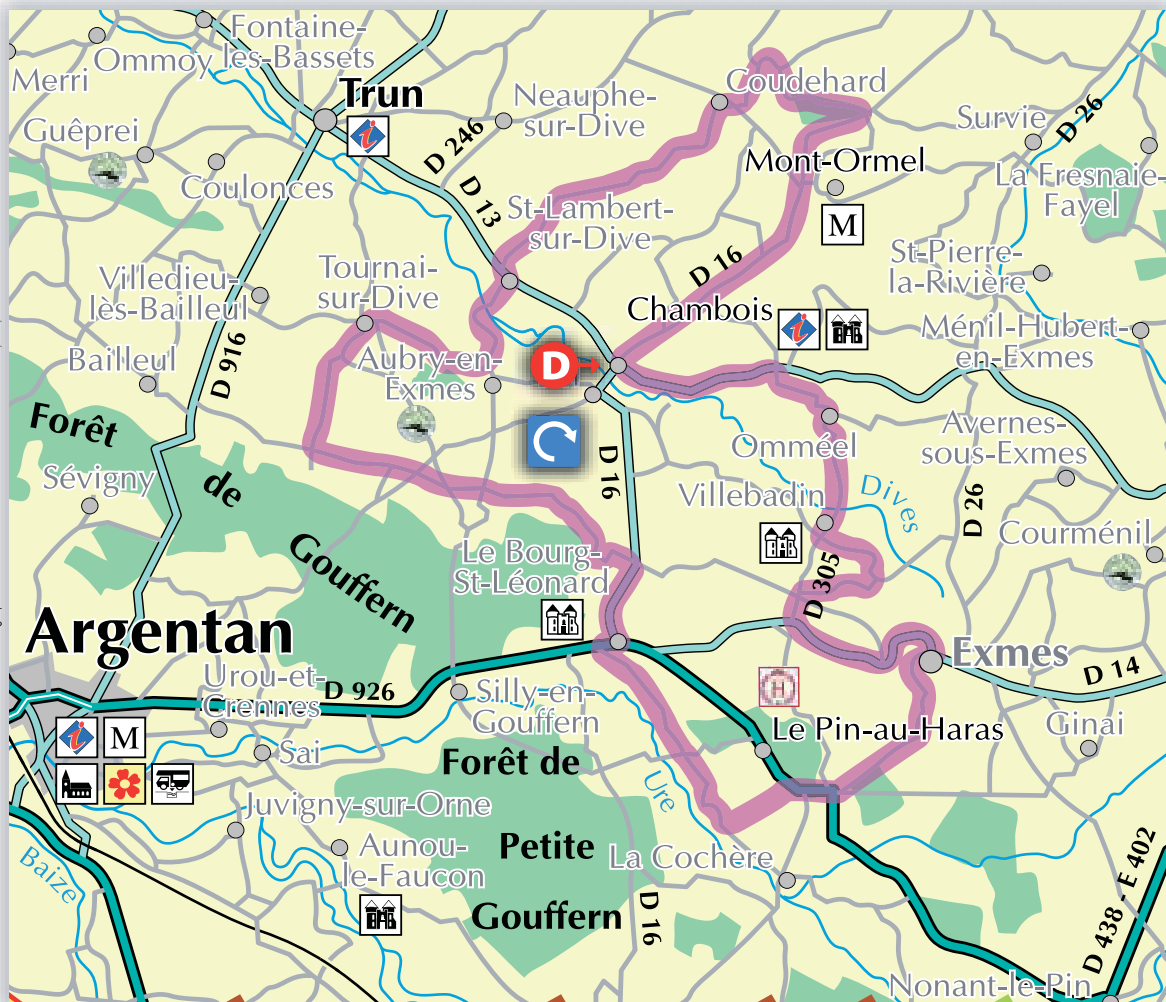 Fontaine-
les-Bassets
Ommoy
Merri
Trun
Neauphe-
sur-Dive
Coudehard
Survie
D 26
Guêprei
i
D 246
Coulonces
D 13
Mont-Ormel
M
La Fresnaie-
Fayel
St-Lambert-
sur-Dive
Tournai-
sur-Dive
D 16
St-Pierre-
la-Rivière
Villedieu-
lès-Bailleul
Chambois
i
Ménil-Hubert-
en-Exmes
Bailleul
D 916
Aubry-en-
Exmes
D
Forêt
de
Gouffern
Omméel
Avernes-
sous-Exmes
Sévigny
D 16
Villebadin
Dives
D 26
Courménil
Le Bourg-
St-Léonard
D 305
Argentan
Exmes
D 14
Urou-et-
Crennes
D 926
Silly-en-
Gouffern
H
Le Pin-au-Haras
Ginai
i
M
Sai
Forêt de
Petite
Gouffern
Ure
Juvigny-sur-Orne
Aunou-
le-Faucon
La Cochère
Baize
D 16
D 438 - E 402
Nonant-le-Pin